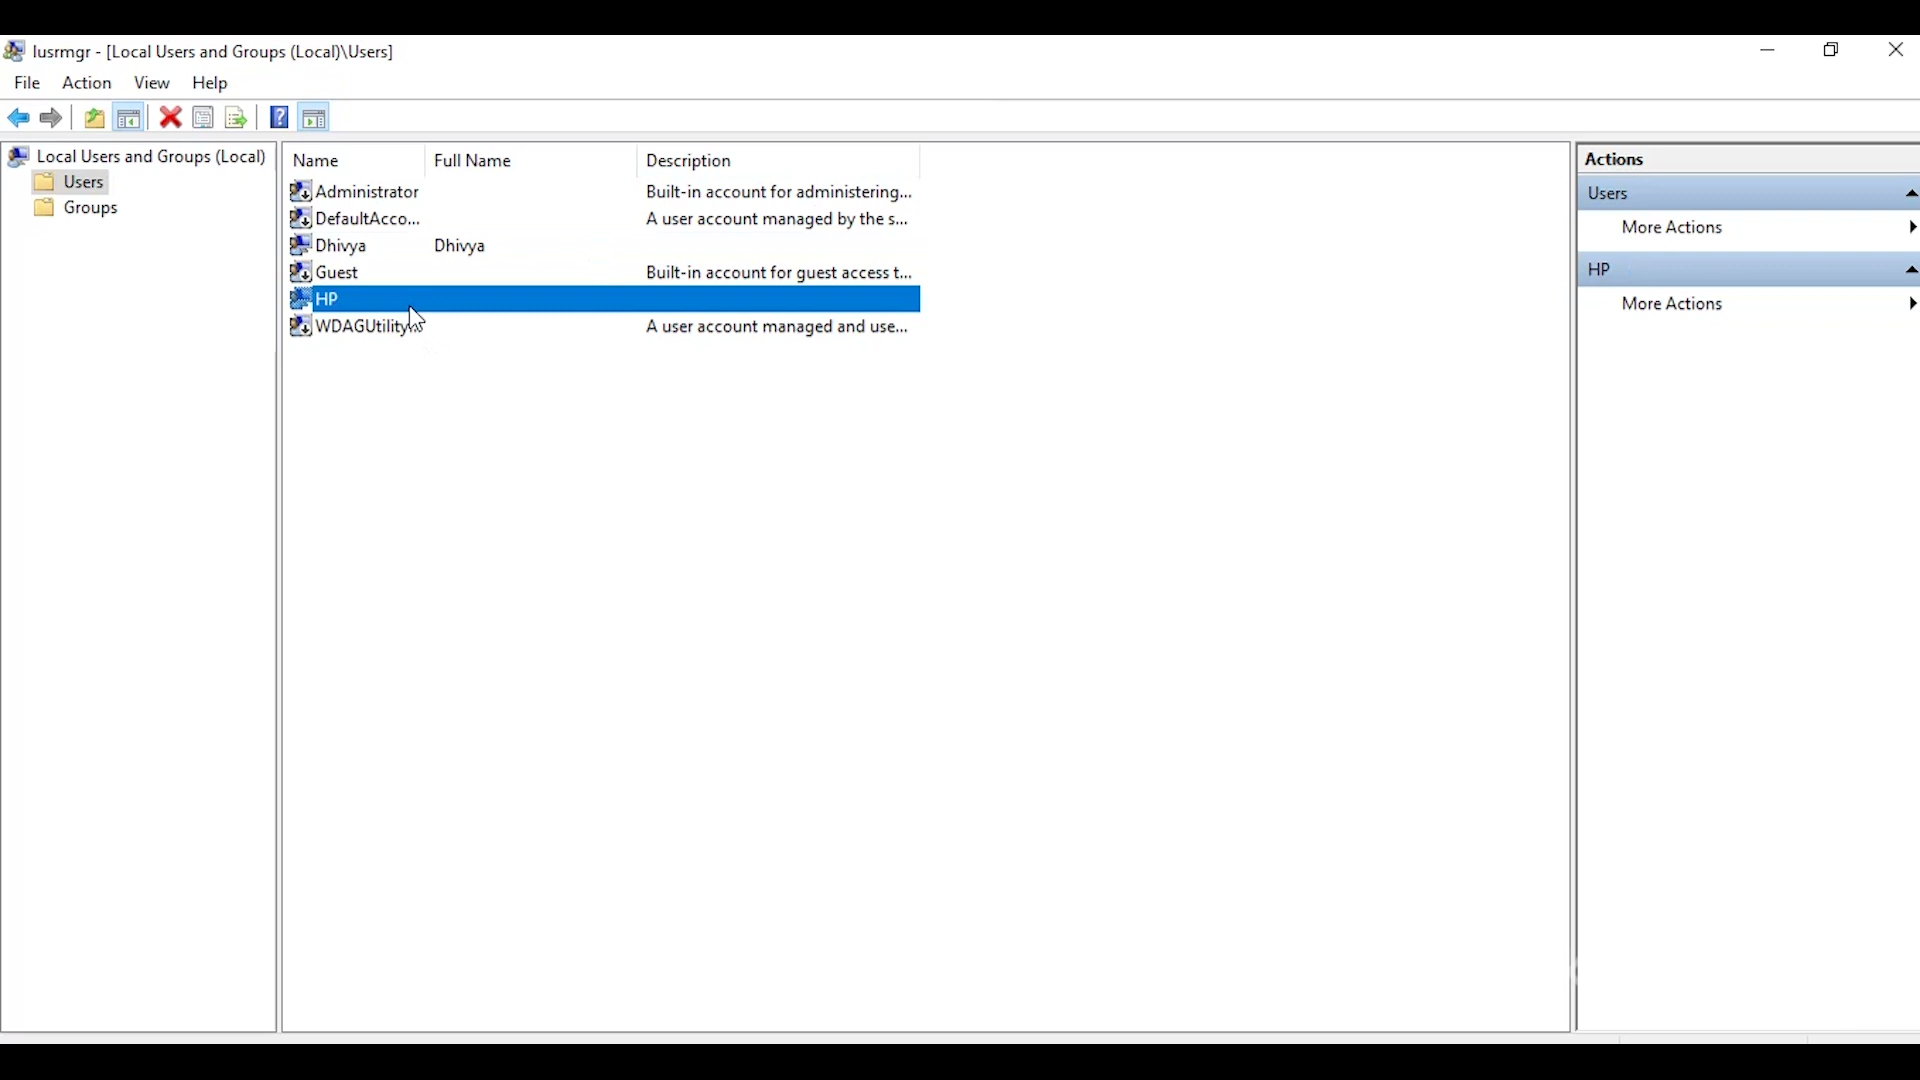 lusrmgr - [Local Users and Groups (Local)\Users]
File Action View Help
Local Users and Groups (Local)
Users
Groups
Name Full Name Description
Administrator Built-in account for administering...
DefaultAcco... A user account managed by the s...
Dhivya Dhivya
Guest Built-in account for guest access t...
HP
WDAGUtility A user account managed and use...
Actions
Users
More Actions
HP
More Actions